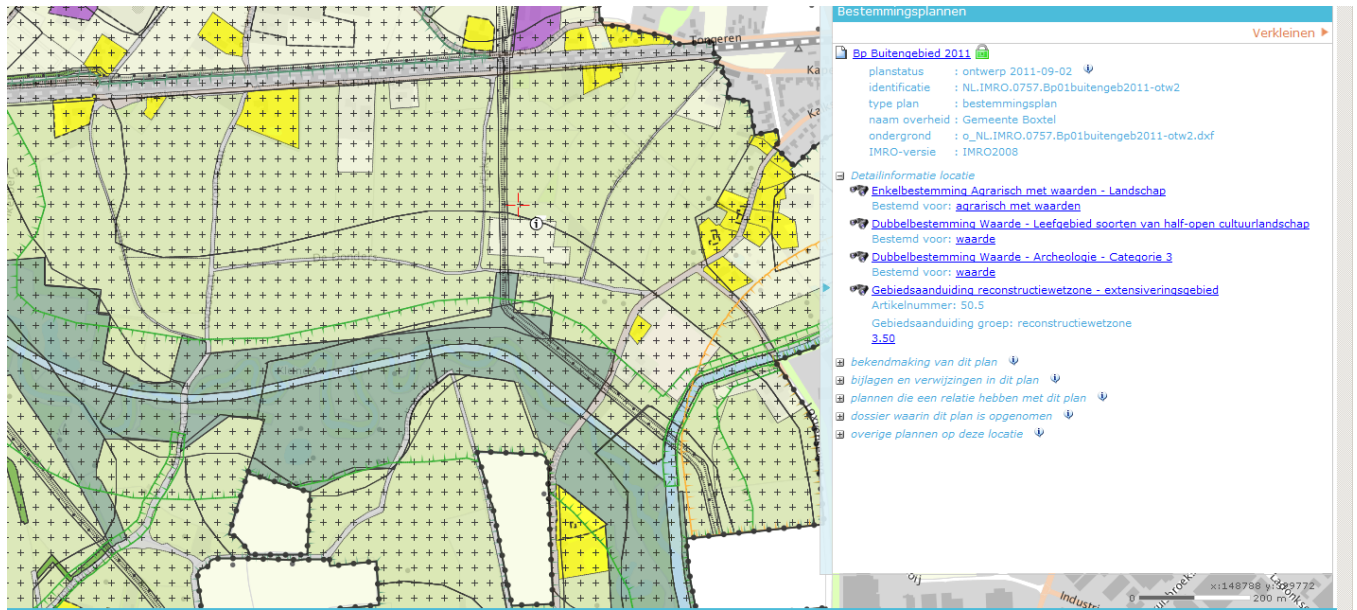 Bestemmingsplannen
Verkleinen
Bp Buitengebied 2011
planstatus : ontwerp 2011-09-02
identificatie : NL.IMRO.0757.Bp01buitengeb2011-otw2
type plan : bestemmingsplan
naam overheid : Gemeente Boxtel
ondergrond : o_NL.IMRO.0757.Bp01buitengeb2011-otw2.dxf
IMRO-versie : IMRO2008
Detailinformatie locatie
Enkelbestemming Agrarisch met waarden - Landschap
Bestemd voor: agrarisch met waarden
Dubbelbestemming Waarde - Leefgebied soorten van half-open cultuurlandschap
Bestemd voor: waarde
Dubbelbestemming Waarde - Archeologie - Categorie 3
Bestemd voor: waarde
Gebiedsaanduiding reconstructiewetzone - extensiveringsgebied
Artikelnummer: 50.5
Gebiedsaanduiding groep: reconstructiewetzone
3.50
bekendmaking van dit plan
bijlagen en verwijzingen in dit plan
plannen die een relatie hebben met dit plan
dossier waarin dit plan is opgenomen
overige plannen op deze locatie
Tongeren
0 200 m